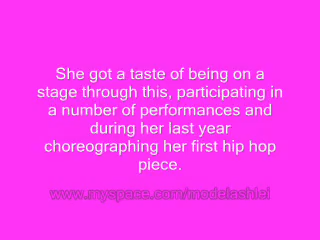 She got a taste of being on a
stage through this, participating in
a number of performances and
during her last year
choreographing her first hip hop
piece.
www.myspace.com/modelashlei